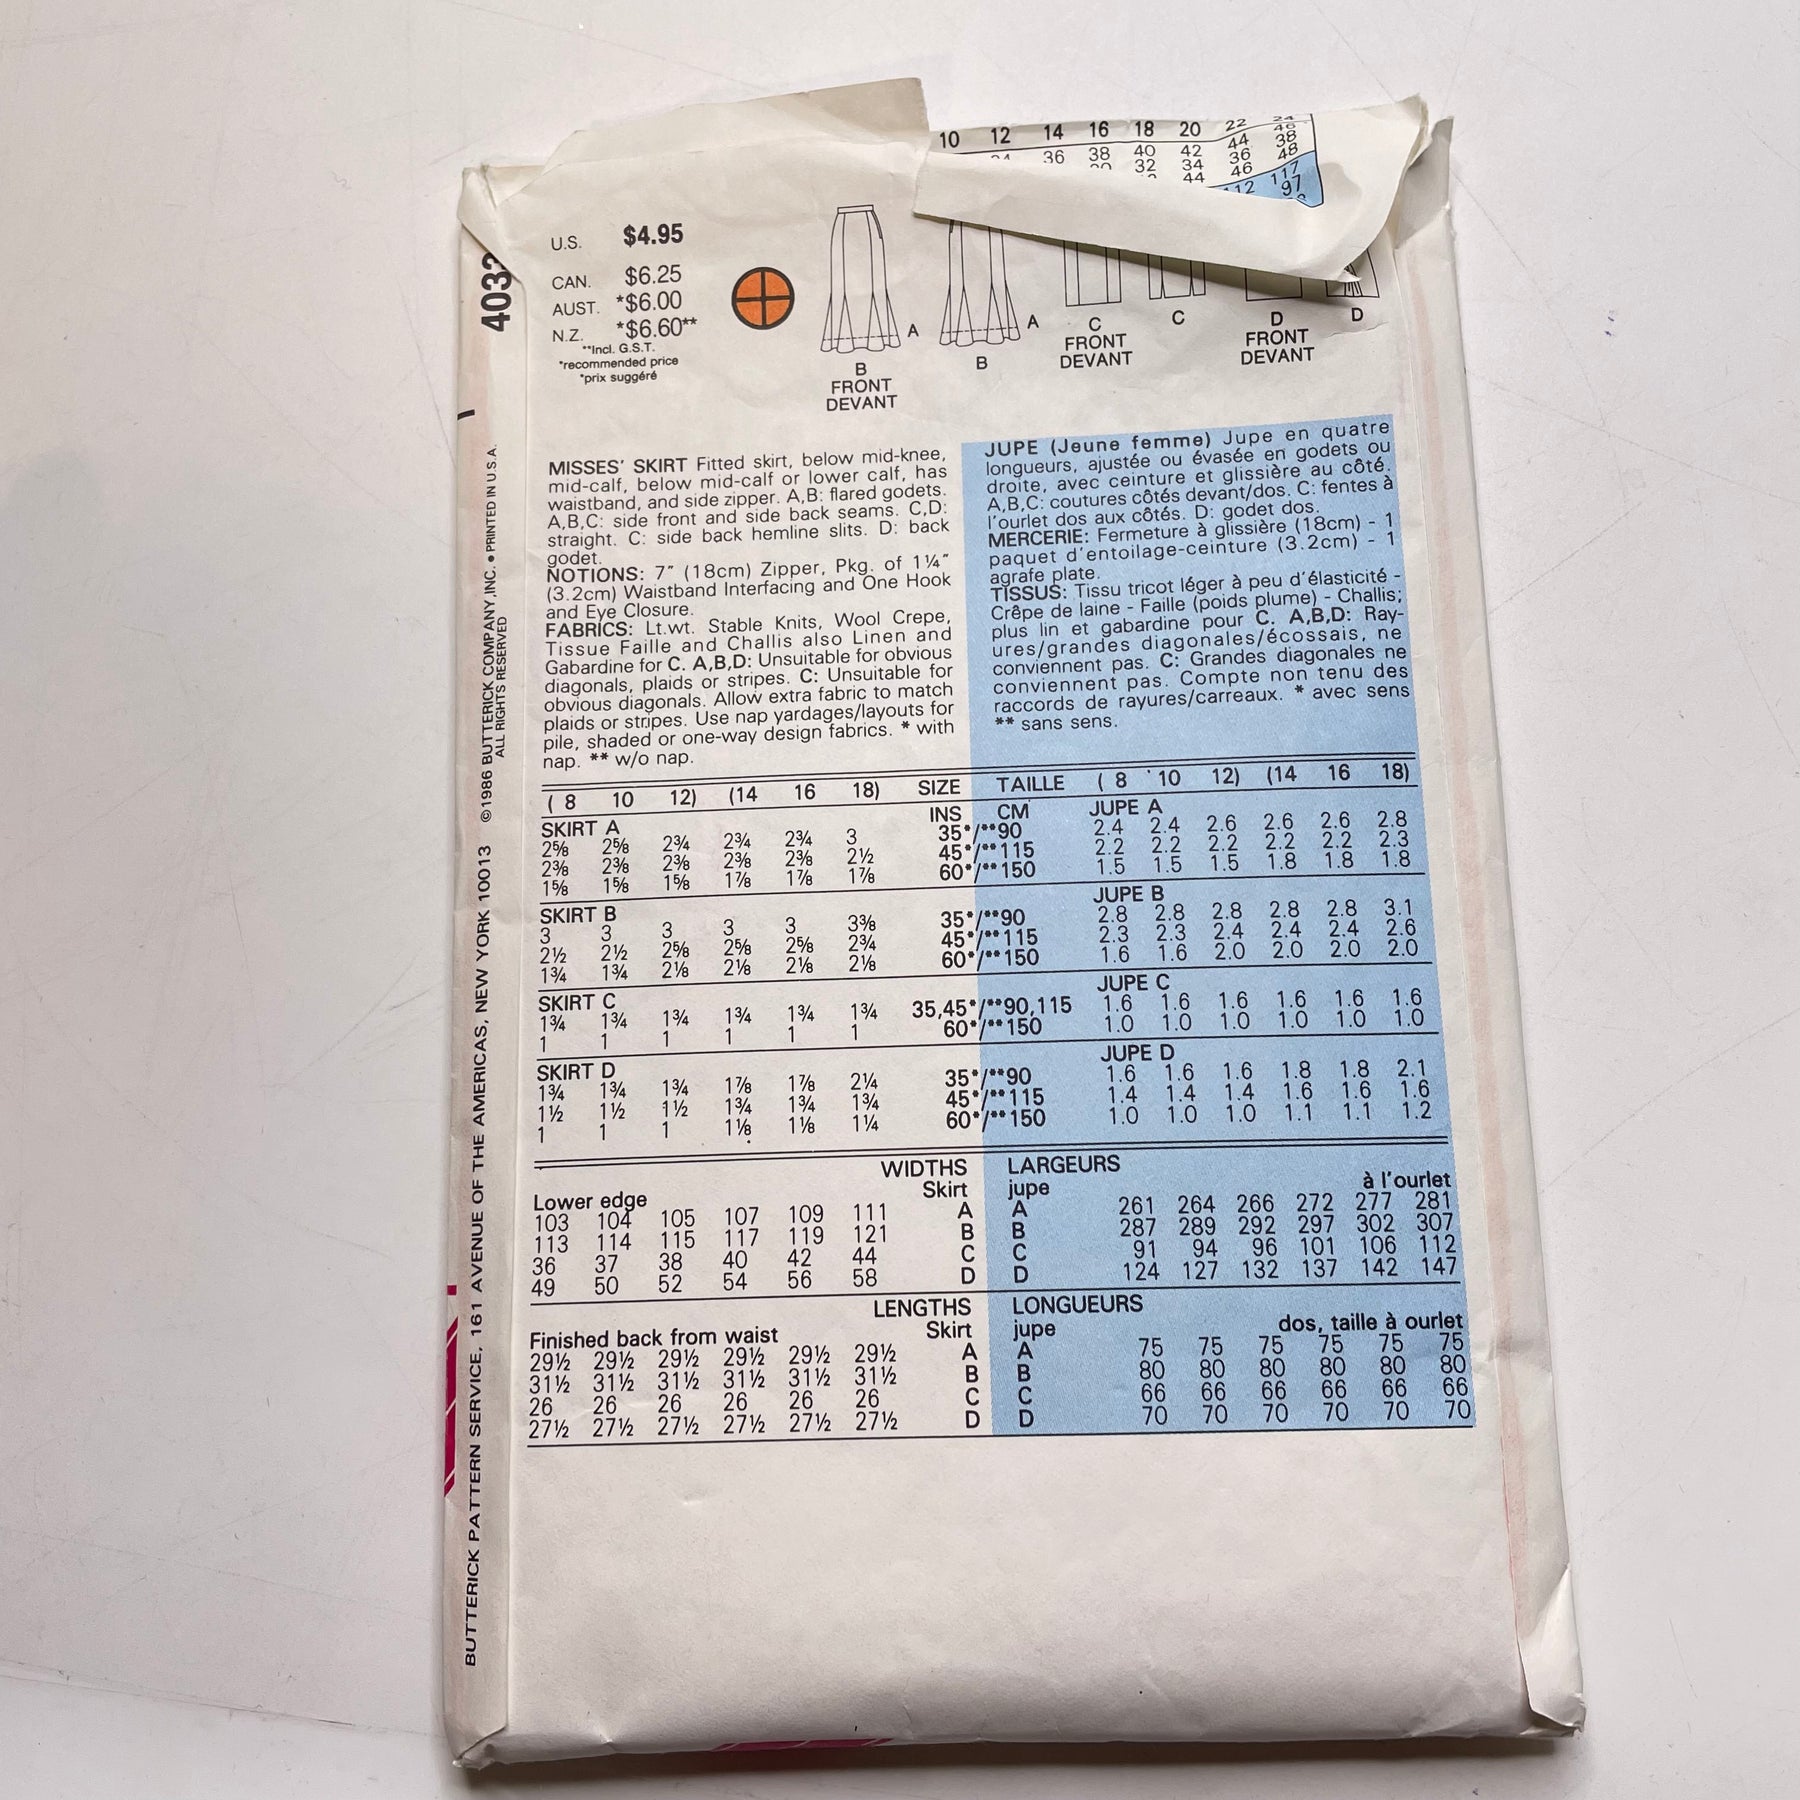 10 12 14 16 18 20 22 24
36 38 40 42 44 46
32 34 36 38
44 46 48
112 117
97
4033
U.S. $4.95
CAN. $6.25
AUST. *$6.00
N.Z. *$6.60**
**Incl. G.S.T.
*recommended price
*prix suggéré
A
B
FRONT
DEVANT
A
B
C
FRONT
DEVANT
C
D
FRONT
DEVANT
D
MISSES' SKIRT Fitted skirt, below mid-knee,
mid-calf, below mid-calf or lower calf, has
waistband, and side zipper. A,B: flared godets.
A,B,C: side front and side back seams. C,D:
straight. C: side back hemline slits. D: back
godet.
NOTIONS: 7" (18cm) Zipper, Pkg. of 1¼"
(3.2cm) Waistband Interfacing and One Hook
and Eye Closure.
FABRICS: Lt.wt. Stable Knits, Wool Crepe,
Tissue Faille and Challis also Linen and
Gabardine for C. A,B,D: Unsuitable for obvious
diagonals, plaids or stripes. C: Unsuitable for
obvious diagonals. Allow extra fabric to match
plaids or stripes. Use nap yardages/layouts for
pile, shaded or one-way design fabrics. * with
nap. ** w/o nap.
JUPE (Jeune femme) Jupe en quatre
longueurs, ajustée ou évasée en godets ou
droite, avec ceinture et glissière au côté.
A,B,C: coutures côtés devant/dos. C: fentes à
l'ourlet dos aux côtés. D: godet dos.
MERCERIE: Fermeture à glissière (18cm) - 1
paquet d'entoilage-ceinture (3.2cm) - 1
agrafe plate.
TISSUS: Tissu tricot léger à peu d'élasticité -
Crêpe de laine - Faille (poids plume) - Challis;
plus lin et gabardine pour C. A,B,D: Ray-
ures/grandes diagonales/écossais, ne
conviennent pas. C: Grandes diagonales ne
conviennent pas. Compte non tenu des
raccords de rayures/carreaux. * avec sens
** sans sens.
( 8 10 12) (14 16 18) SIZE TAILLE ( 8 10 12) (14 16 18)
SKIRT A INS CM JUPE A
2⅝ 2⅝ 2¾ 2¾ 2¾ 3 35*/**90 2.4 2.4 2.6 2.6 2.6 2.8
2⅜ 2⅜ 2⅜ 2⅜ 2⅜ 2½ 45*/**115 2.2 2.2 2.2 2.2 2.2 2.3
1⅝ 1⅝ 1⅝ 1⅞ 1⅞ 1⅞ 60*/**150 1.5 1.5 1.5 1.8 1.8 1.8
SKIRT B JUPE B
3 3 3 3 3 3⅜ 35*/**90 2.8 2.8 2.8 2.8 2.8 3.1
2½ 2½ 2⅝ 2⅝ 2⅝ 2¾ 45*/**115 2.3 2.3 2.4 2.4 2.4 2.6
1¾ 1¾ 2⅛ 2⅛ 2⅛ 2⅛ 60*/**150 1.6 1.6 2.0 2.0 2.0 2.0
SKIRT C JUPE C
1¾ 1¾ 1¾ 1¾ 1¾ 1¾ 35,45*/**90,115 1.6 1.6 1.6 1.6 1.6 1.6
1 1 1 1 1 1 60*/**150 1.0 1.0 1.0 1.0 1.0 1.0
SKIRT D JUPE D
1¾ 1¾ 1¾ 1⅞ 1⅞ 2¼ 35*/**90 1.6 1.6 1.6 1.8 1.8 2.1
1½ 1½ 1½ 1¾ 1¾ 1¾ 45*/**115 1.4 1.4 1.4 1.6 1.6 1.6
1 1 1 1⅛ 1⅛ 1¼ 60*/**150 1.0 1.0 1.0 1.1 1.1 1.2
WIDTHS LARGEURS
Lower edge Skirt jupe à l'ourlet
103 104 105 107 109 111 A A 261 264 266 272 277 281
113 114 115 117 119 121 B B 287 289 292 297 302 307
36 37 38 40 42 44 C C 91 94 96 101 106 112
49 50 52 54 56 58 D D 124 127 132 137 142 147
LENGTHS LONGUEURS
Finished back from waist Skirt jupe dos, taille à ourlet
29½ 29½ 29½ 29½ 29½ 29½ A A 75 75 75 75 75 75
31½ 31½ 31½ 31½ 31½ 31½ B B 80 80 80 80 80 80
26 26 26 26 26 26 C C 66 66 66 66 66 66
27½ 27½ 27½ 27½ 27½ 27½ D D 70 70 70 70 70 70
BUTTERICK PATTERN SERVICE, 161 AVENUE OF THE AMERICAS, NEW YORK 10013 ©1986 BUTTERICK COMPANY, INC. • PRINTED IN U.S.A.
ALL RIGHTS RESERVED